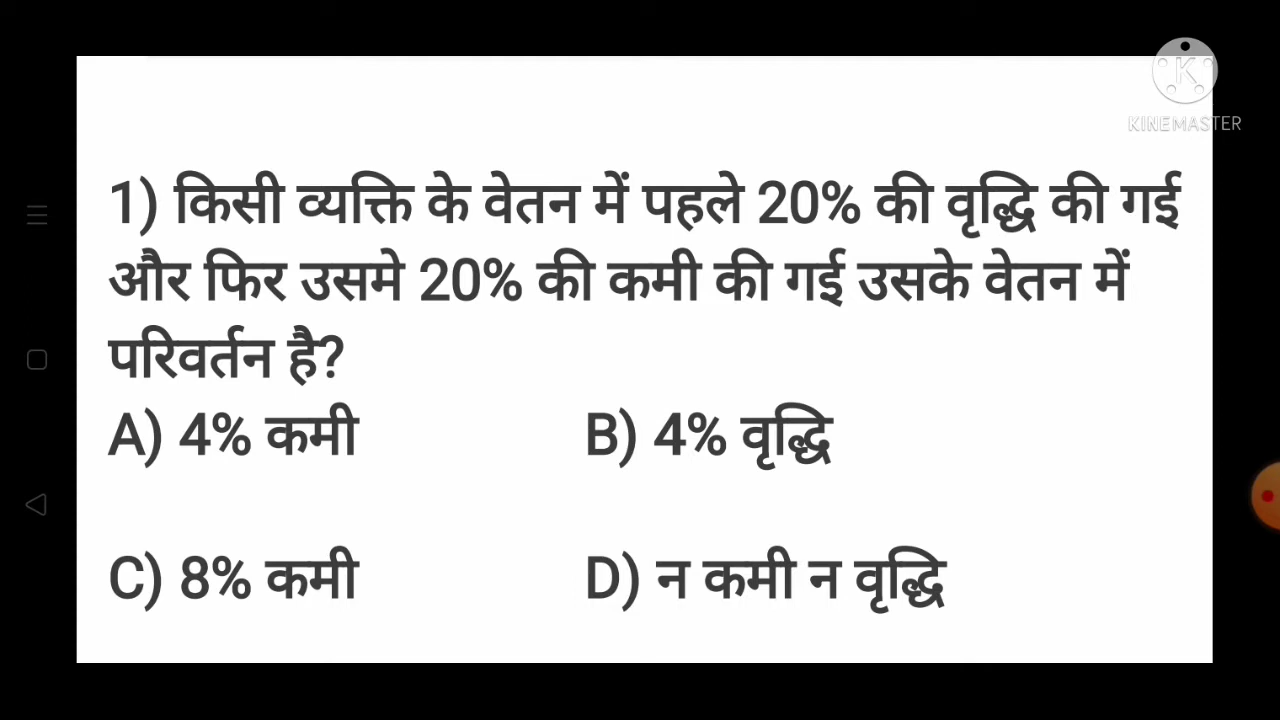 KINEMASTER
1) किसी व्यक्ति के वेतन में पहले 20% की वृद्धि की गई
और फिर उसमे 20% की कमी की गई उसके वेतन में
परिवर्तन है?
A) 4% कमी B) 4% वृद्धि
C) 8% कमी D) न कमी न वृद्धि